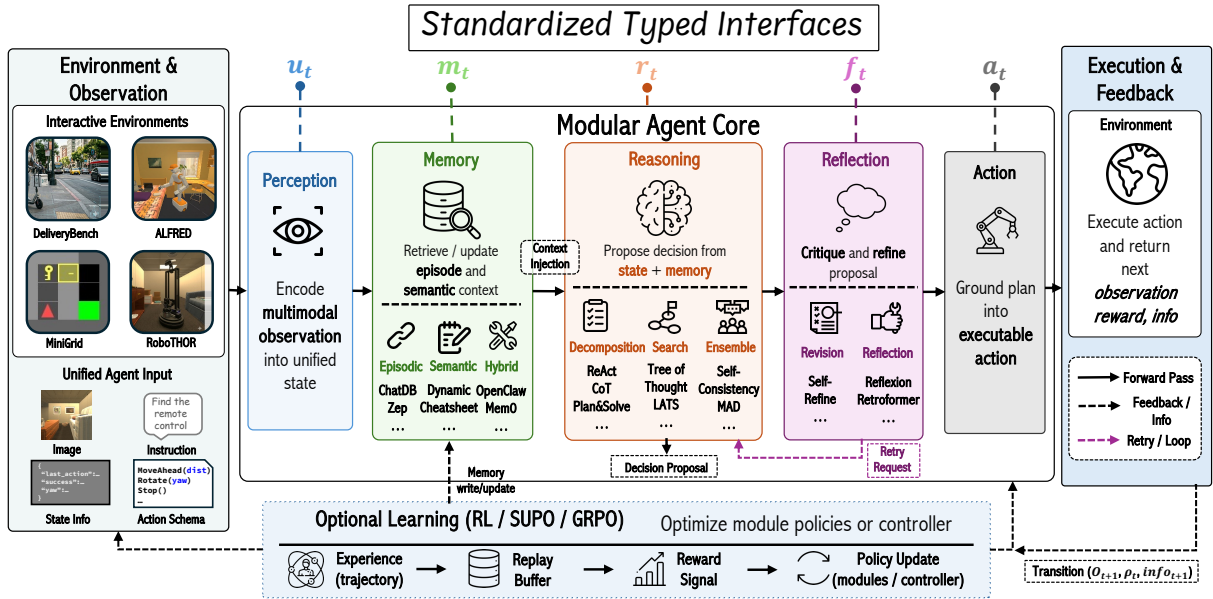 Standardized Typed Interfaces
u_t
m_t
r_t
f_t
a_t
Environment &
Observation
Interactive Environments
DeliveryBench
ALFRED
MiniGrid
RoboTHOR
Unified Agent Input
Image
Find the
remote
control
Instruction
{
"last_action":…
"success":…
"yaw":…
}
State Info
MoveAhead(dist)
Rotate(yaw)
Stop()
…
Action Schema
Modular Agent Core
Perception
Encode
multimodal
observation
into unified
state
Memory
Retrieve / update
episode and
semantic context
Episodic
ChatDB
Zep
…
Semantic
Dynamic
Cheatsheet
…
Hybrid
OpenClaw
Mem0
…
Context
Injection
Reasoning
Propose decision from
state + memory
Decomposition
ReAct
CoT
Plan&Solve
…
Search
Tree of
Thought
LATS
…
Ensemble
Self-
Consistency
MAD
…
Decision Proposal
Reflection
Critique and refine
proposal
Revision
Self-
Refine
…
Reflection
Reflexion
Retroformer
…
Retry
Request
Action
Ground plan
into
executable
action
Execution &
Feedback
Environment
Execute action
and return
next
observation
reward, info
Forward Pass
Feedback /
Info
Retry / Loop
Memory
write/update
Optional Learning (RL / SUPO / GRPO)
Optimize module policies or controller
Experience
(trajectory)
Replay
Buffer
Reward
Signal
Policy Update
(modules / controller)
Transition (O_{t+1}, ρ_t, info_{t+1})